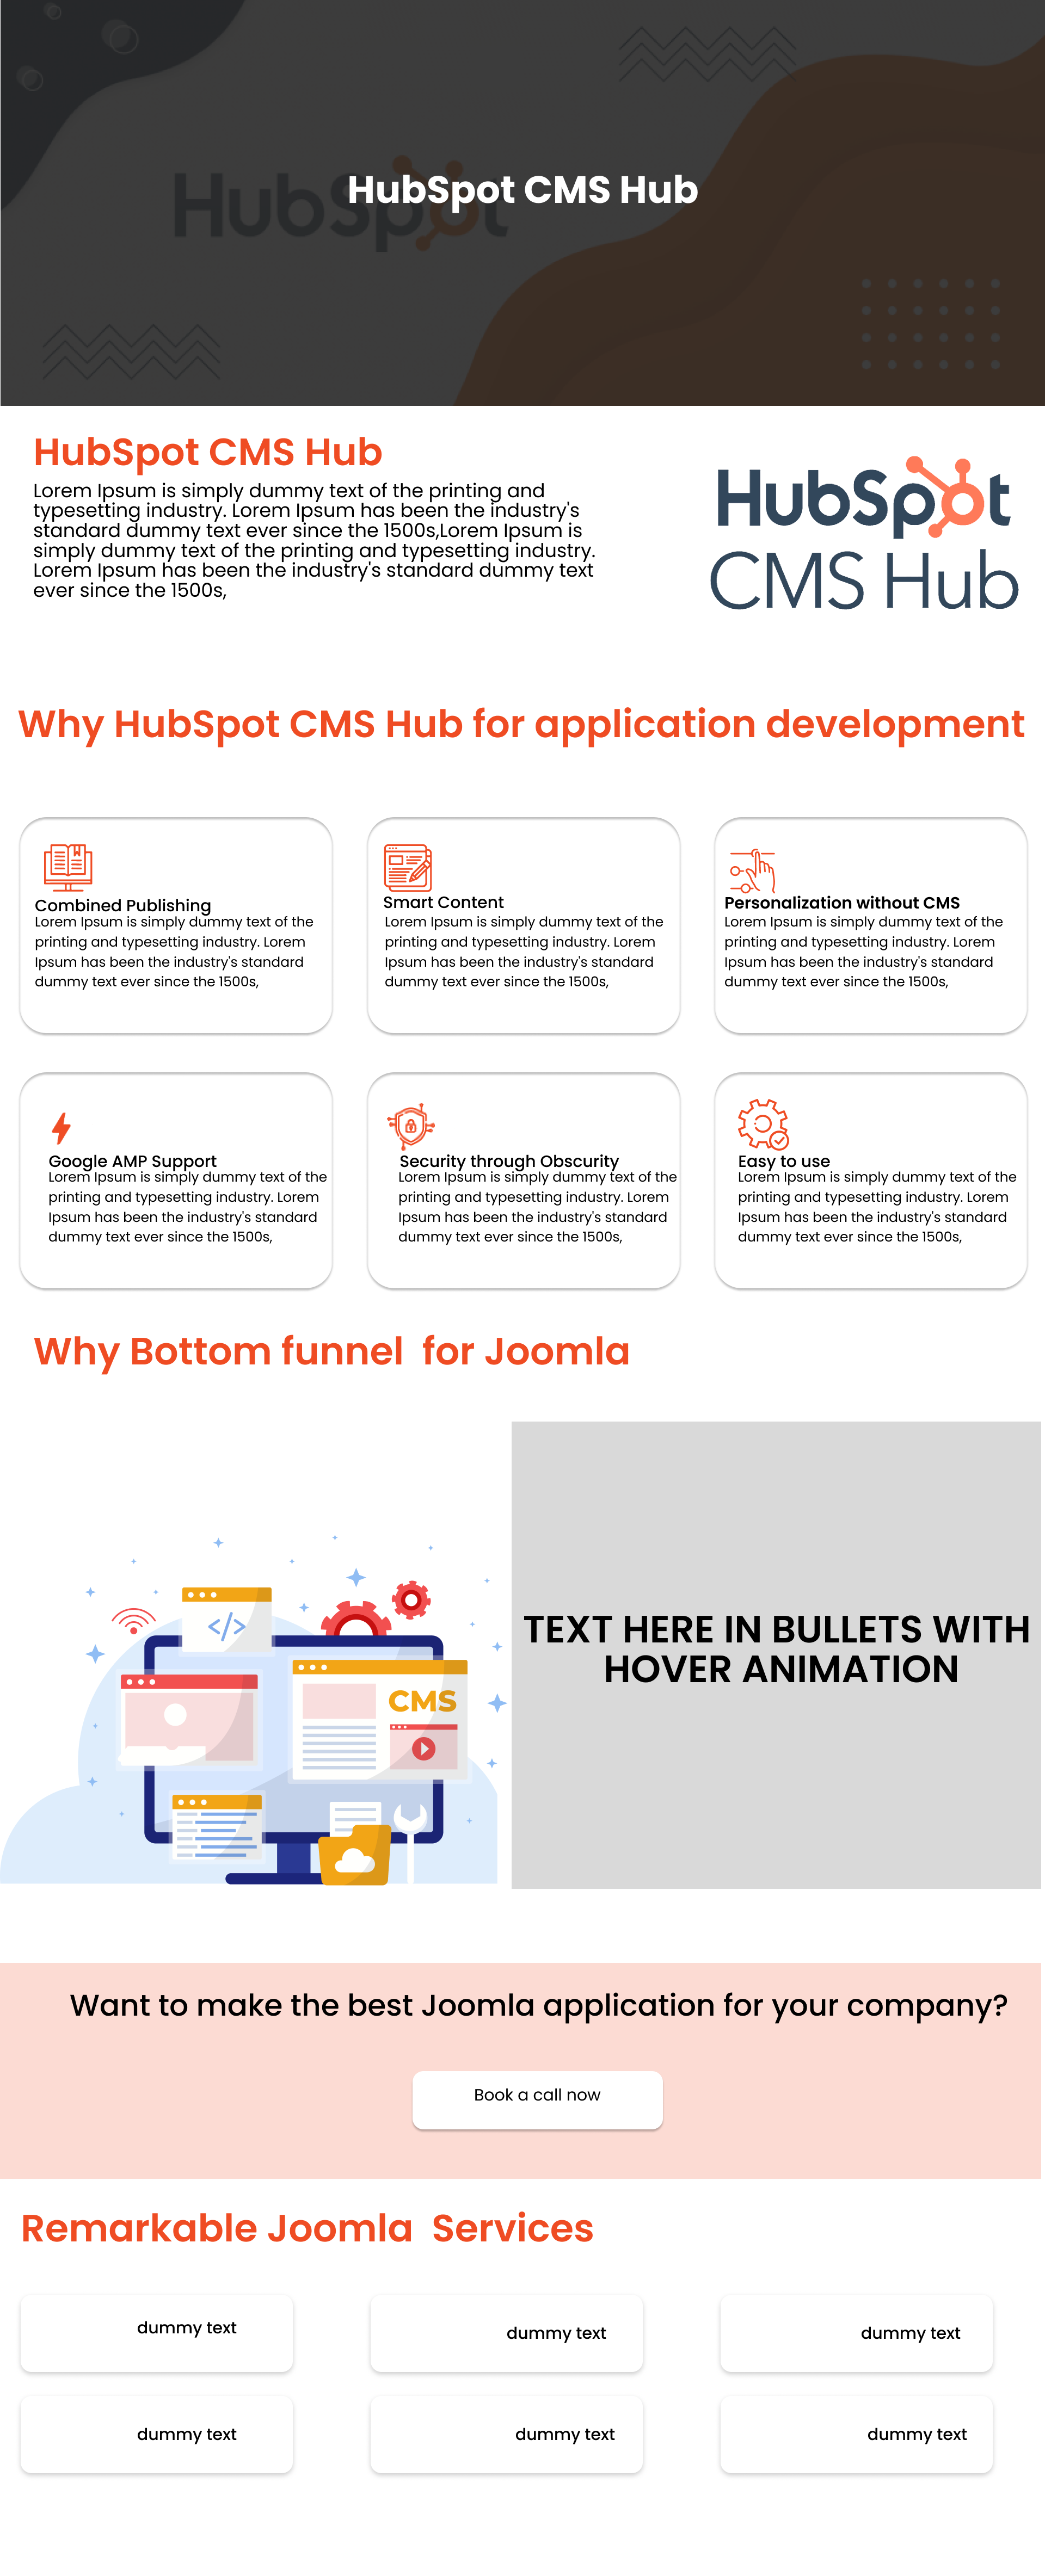 HubSpot
HubSpot CMS Hub
HubSpot CMS Hub
Lorem Ipsum is simply dummy text of the printing and
typesetting industry. Lorem Ipsum has been the industry's
standard dummy text ever since the 1500s,Lorem Ipsum is
simply dummy text of the printing and typesetting industry.
Lorem Ipsum has been the industry's standard dummy text
ever since the 1500s,
HubSpot
CMS Hub
Why HubSpot CMS Hub for application development
Combined Publishing
Lorem Ipsum is simply dummy text of the
printing and typesetting industry. Lorem
Ipsum has been the industry's standard
dummy text ever since the 1500s,
Smart Content
Lorem Ipsum is simply dummy text of the
printing and typesetting industry. Lorem
Ipsum has been the industry's standard
dummy text ever since the 1500s,
Personalization without CMS
Lorem Ipsum is simply dummy text of the
printing and typesetting industry. Lorem
Ipsum has been the industry's standard
dummy text ever since the 1500s,
Google AMP Support
Lorem Ipsum is simply dummy text of the
printing and typesetting industry. Lorem
Ipsum has been the industry's standard
dummy text ever since the 1500s,
Security through Obscurity
Lorem Ipsum is simply dummy text of the
printing and typesetting industry. Lorem
Ipsum has been the industry's standard
dummy text ever since the 1500s,
Easy to use
Lorem Ipsum is simply dummy text of the
printing and typesetting industry. Lorem
Ipsum has been the industry's standard
dummy text ever since the 1500s,
Why Bottom funnel  for Joomla
</>
CMS
TEXT HERE IN BULLETS WITH
HOVER ANIMATION
Want to make the best Joomla application for your company?
Book a call now
Remarkable Joomla  Services
dummy text
dummy text
dummy text
dummy text
dummy text
dummy text